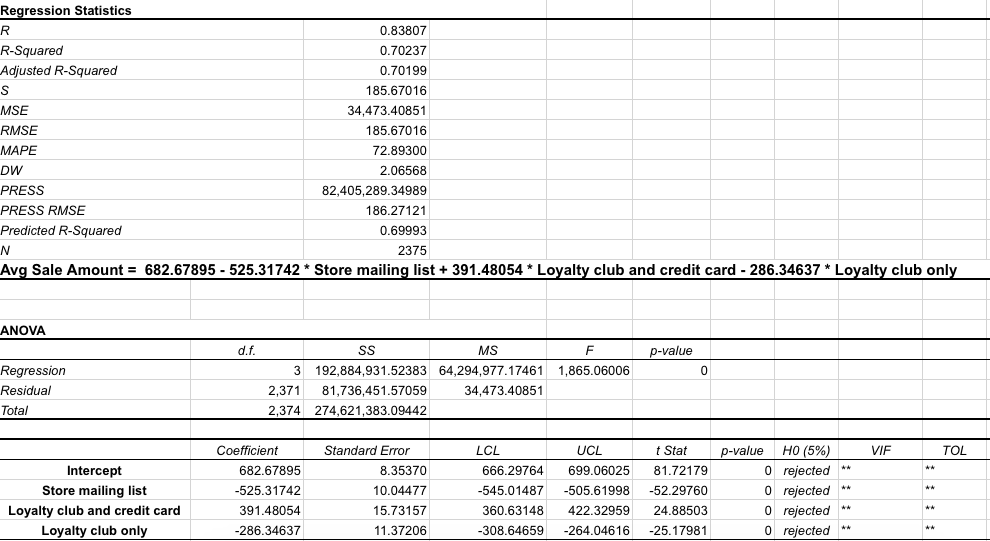 Regression Statistics
R 0.83807
R-Squared 0.70237
Adjusted R-Squared 0.70199
S 185.67016
MSE 34,473.40851
RMSE 185.67016
MAPE 72.89300
DW 2.06568
PRESS 82,405,289.34989
PRESS RMSE 186.27121
Predicted R-Squared 0.69993
N 2375
Avg Sale Amount = 682.67895 - 525.31742 * Store mailing list + 391.48054 * Loyalty club and credit card - 286.34637 * Loyalty club only
ANOVA
d.f. SS MS F p-value
Regression 3 192,884,931.52383 64,294,977.17461 1,865.06006 0
Residual 2,371 81,736,451.57059 34,473.40851
Total 2,374 274,621,383.09442
Coefficient Standard Error LCL UCL t Stat p-value H0 (5%) VIF TOL
Intercept 682.67895 8.35370 666.29764 699.06025 81.72179 0 rejected ** **
Store mailing list -525.31742 10.04477 -545.01487 -505.61998 -52.29760 0 rejected ** **
Loyalty club and credit card 391.48054 15.73157 360.63148 422.32959 24.88503 0 rejected ** **
Loyalty club only -286.34637 11.37206 -308.64659 -264.04616 -25.17981 0 rejected ** **